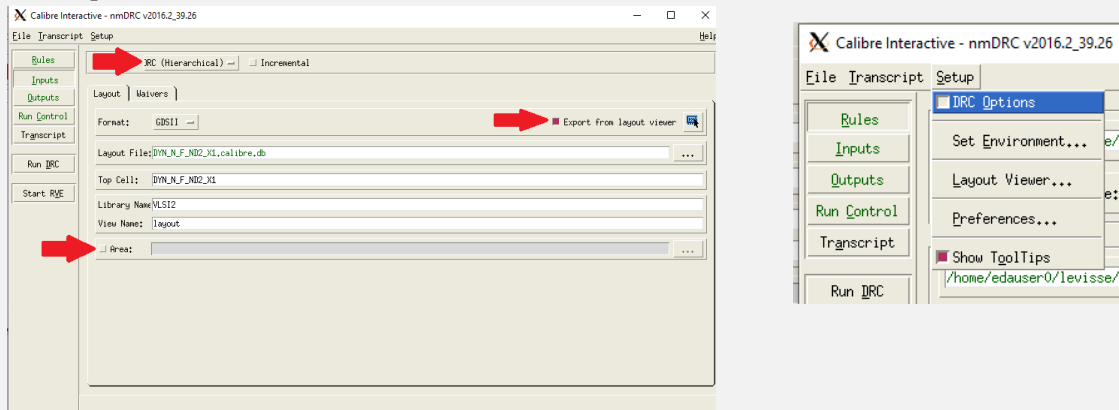 Calibre Interactive - nmDRC v2016.2_39.26
File Transcript Setup Help
Rules
Inputs
Outputs
Run Control
Transcript
Run DRC
Start RVE
DRC (Hierarchical) Incremental
Layout Waivers
Format: GDSII Export from layout viewer
Layout File: DYN_N_F_ND2_X1.calibre.db ...
Top Cell: DYN_N_F_ND2_X1
Library Name VLSI2
View Name: layout
Area: ...
Calibre Interactive - nmDRC v2016.2_39.26
File Transcript Setup
Rules
Inputs
Outputs
Run Control
Transcript
Run DRC
DRC Options
Set Environment...
Layout Viewer...
Preferences...
Show ToolTips
/home/edauser0/levisse/